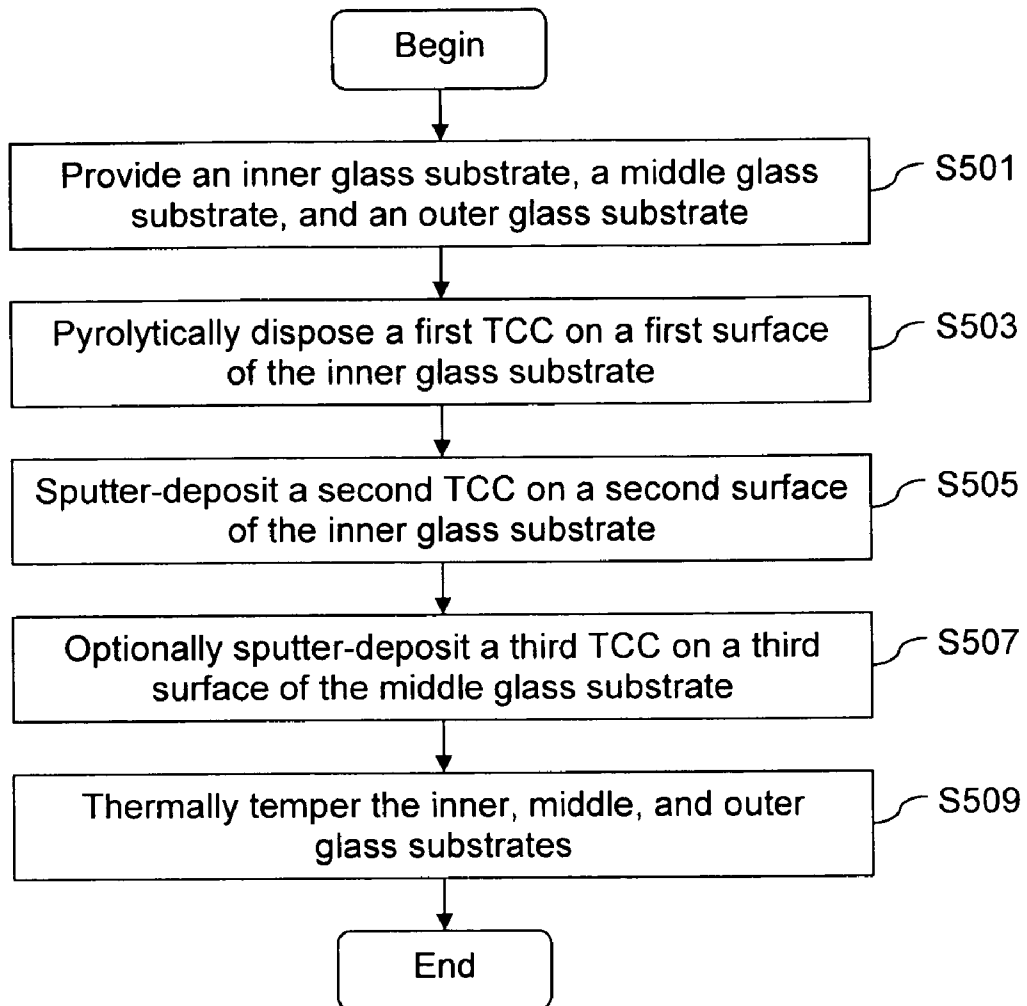 Begin
Provide an inner glass substrate, a middle glass
substrate, and an outer glass substrate
S501
Pyrolytically dispose a first TCC on a first surface
of the inner glass substrate
S503
Sputter-deposit a second TCC on a second surface
of the inner glass substrate
S505
Optionally sputter-deposit a third TCC on a third
surface of the middle glass substrate
S507
Thermally temper the inner, middle, and outer
glass substrates
S509
End